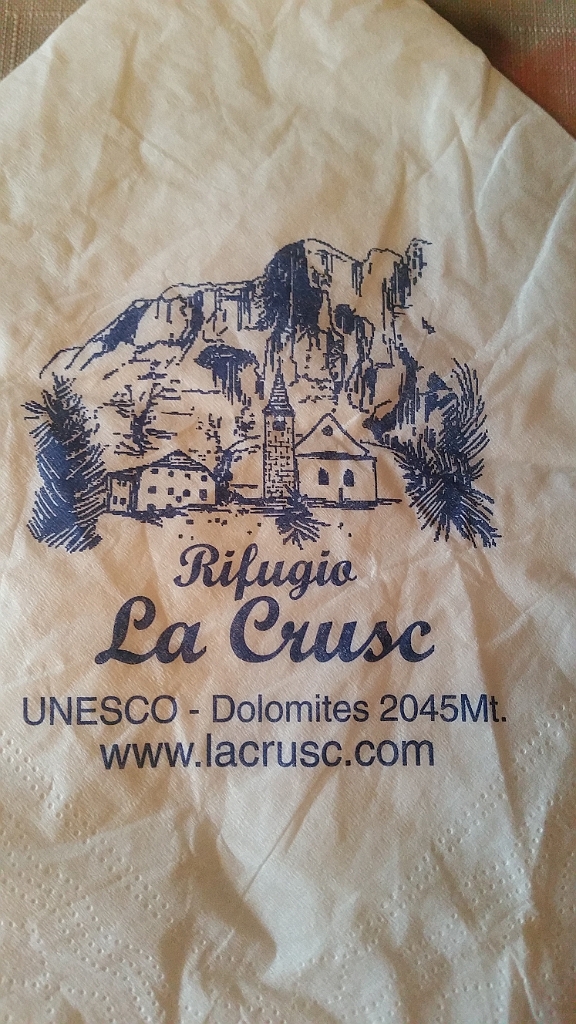 Rifugio
La Crusc
UNESCO - Dolomites 2045Mt.
www.lacrusc.com